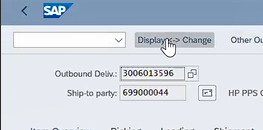 SAP
Display <-> Change Other Ou
Outbound Deliv.: 3006013596
Ship-to party: 699000044 HP PPS C